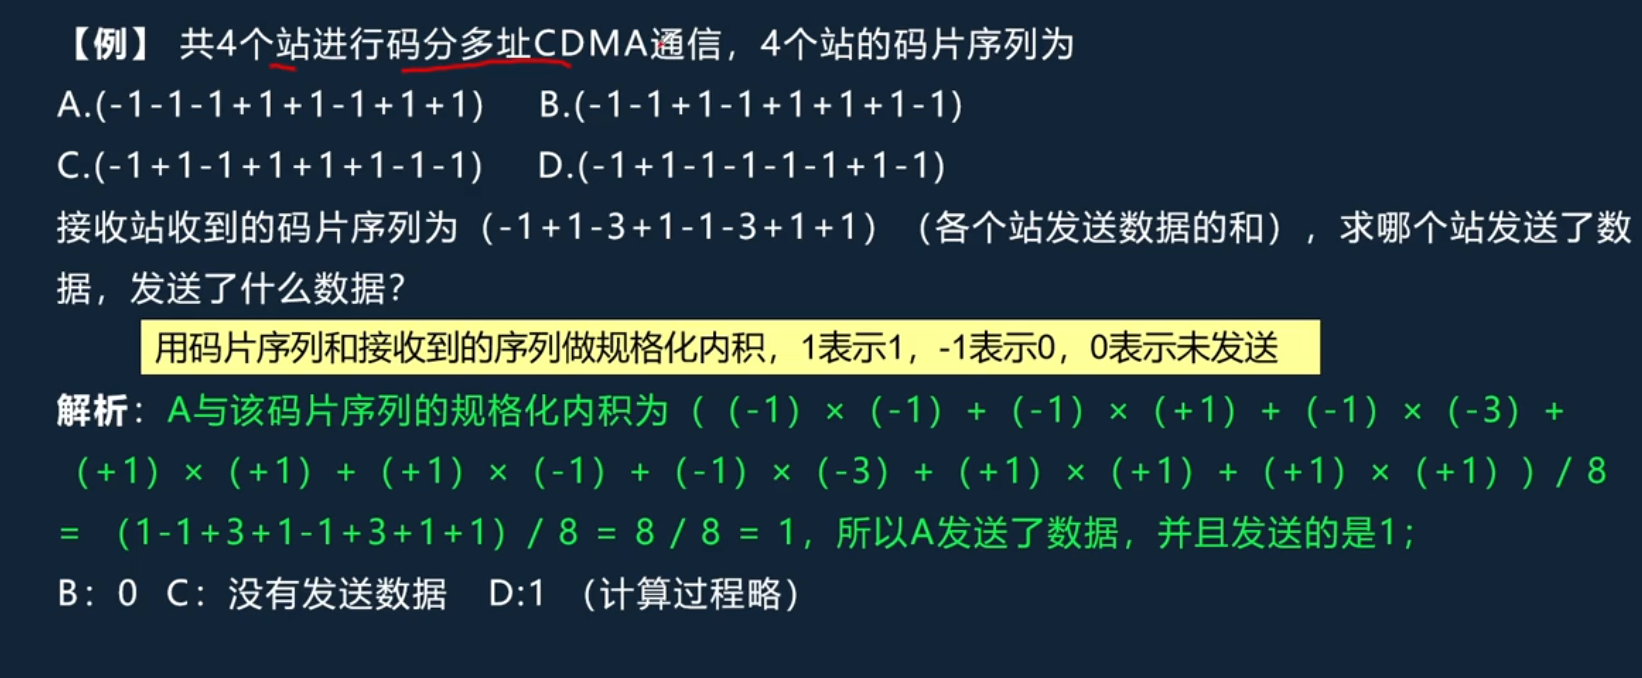 【例】 共4个站进行码分多址CDMA通信，4个站的码片序列为
A.(-1-1-1+1+1-1+1+1) B.(-1-1+1-1+1+1+1-1)
C.(-1+1-1+1+1+1-1-1) D.(-1+1-1-1-1-1+1-1)
接收站收到的码片序列为（-1+1-3+1-1-3+1+1）（各个站发送数据的和），求哪个站发送了数
据，发送了什么数据？
用码片序列和接收到的序列做规格化内积，1表示1，-1表示0，0表示未发送
解析：A与该码片序列的规格化内积为（（-1）×（-1）+（-1）×（+1）+（-1）×（-3）+
（+1）×（+1）+（+1）×（-1）+（-1）×（-3）+（+1）×（+1）+（+1）×（+1））/ 8
= （1-1+3+1-1+3+1+1）/ 8 = 8 / 8 = 1，所以A发送了数据，并且发送的是1；
B：0 C：没有发送数据 D:1 （计算过程略）